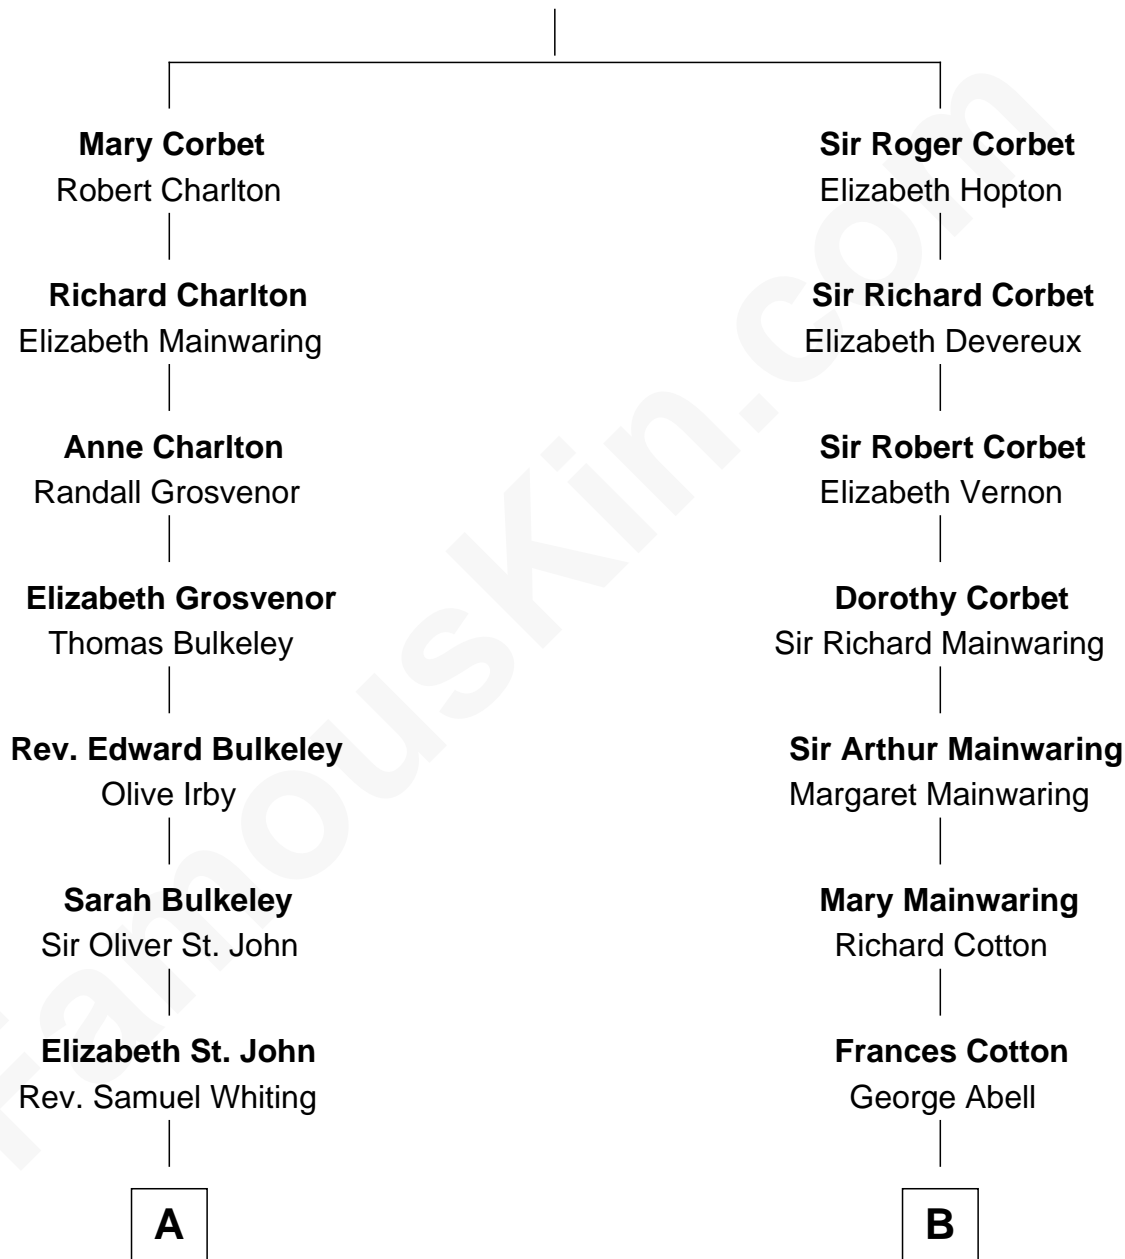 Mary Corbet
Robert Charlton
Richard Charlton
Elizabeth Mainwaring
Anne Charlton
Randall Grosvenor
Elizabeth Grosvenor
Thomas Bulkeley
Rev. Edward Bulkeley
Olive Irby
Sarah Bulkeley
Sir Oliver St. John
Elizabeth St. John
Rev. Samuel Whiting
A
Sir Roger Corbet
Elizabeth Hopton
Sir Richard Corbet
Elizabeth Devereux
Sir Robert Corbet
Elizabeth Vernon
Dorothy Corbet
Sir Richard Mainwaring
Sir Arthur Mainwaring
Margaret Mainwaring
Mary Mainwaring
Richard Cotton
Frances Cotton
George Abell
B
FamousKin.com